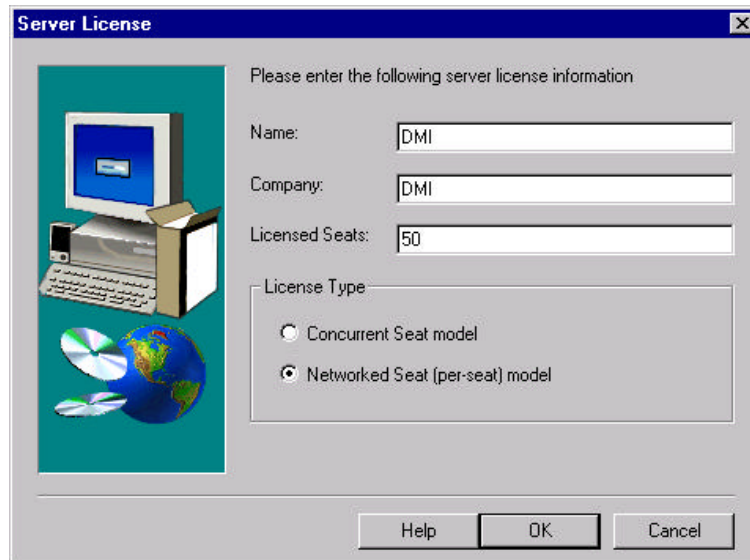 Server License
Please enter the following server license information
Name: DMI
Company: DMI
Licensed Seats: 50
License Type
Concurrent Seat model
Networked Seat (per-seat) model
Help OK Cancel